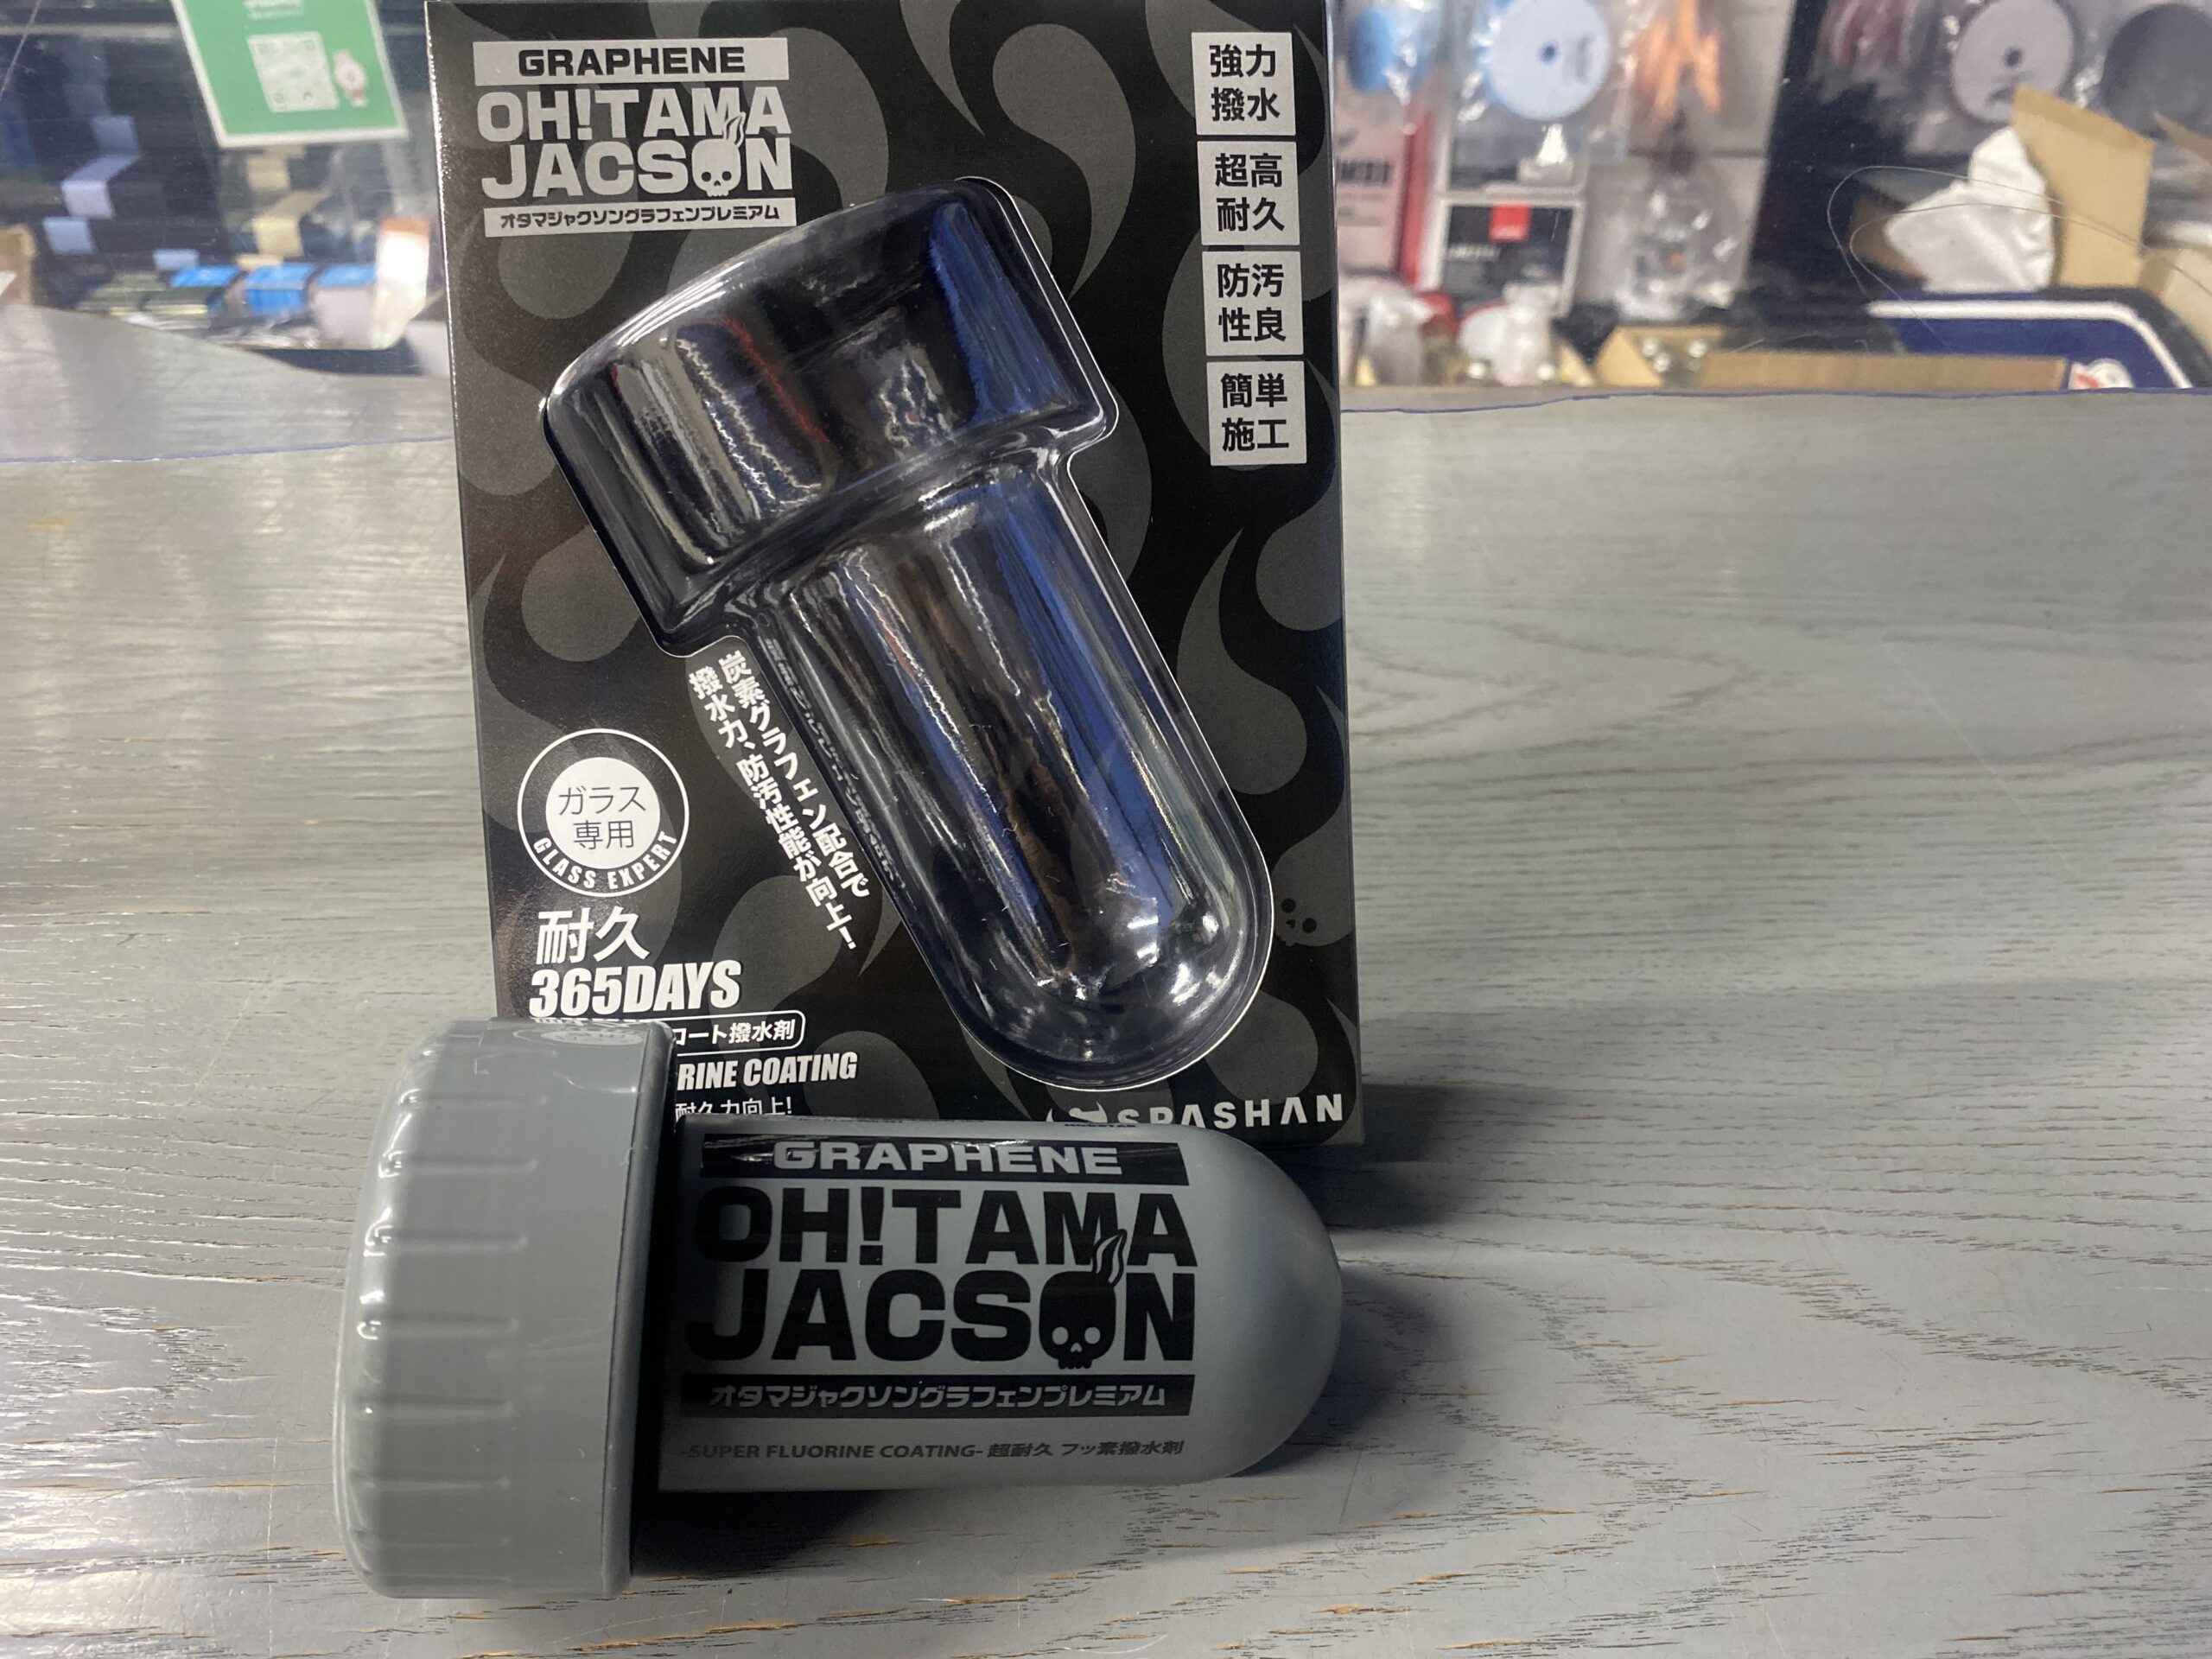 GRAPHENE
OH!TAMA
JACSON
オタマジャクソングラフェンプレミアム
強力
撥水
超高
耐久
防汚
性良
簡単
施工
炭素グラフェン配合で
撥水力、防汚性能が向上!
ガラス
専用
GLASS EXPERT
耐久
365DAYS
コート撥水剤
RINE COATING
耐久力向上!
SPASHAN
GRAPHENE
OH!TAMA
JACSON
オタマジャクソングラフェンプレミアム
-SUPER FLUORINE COATING- 超耐久 フッ素撥水剤